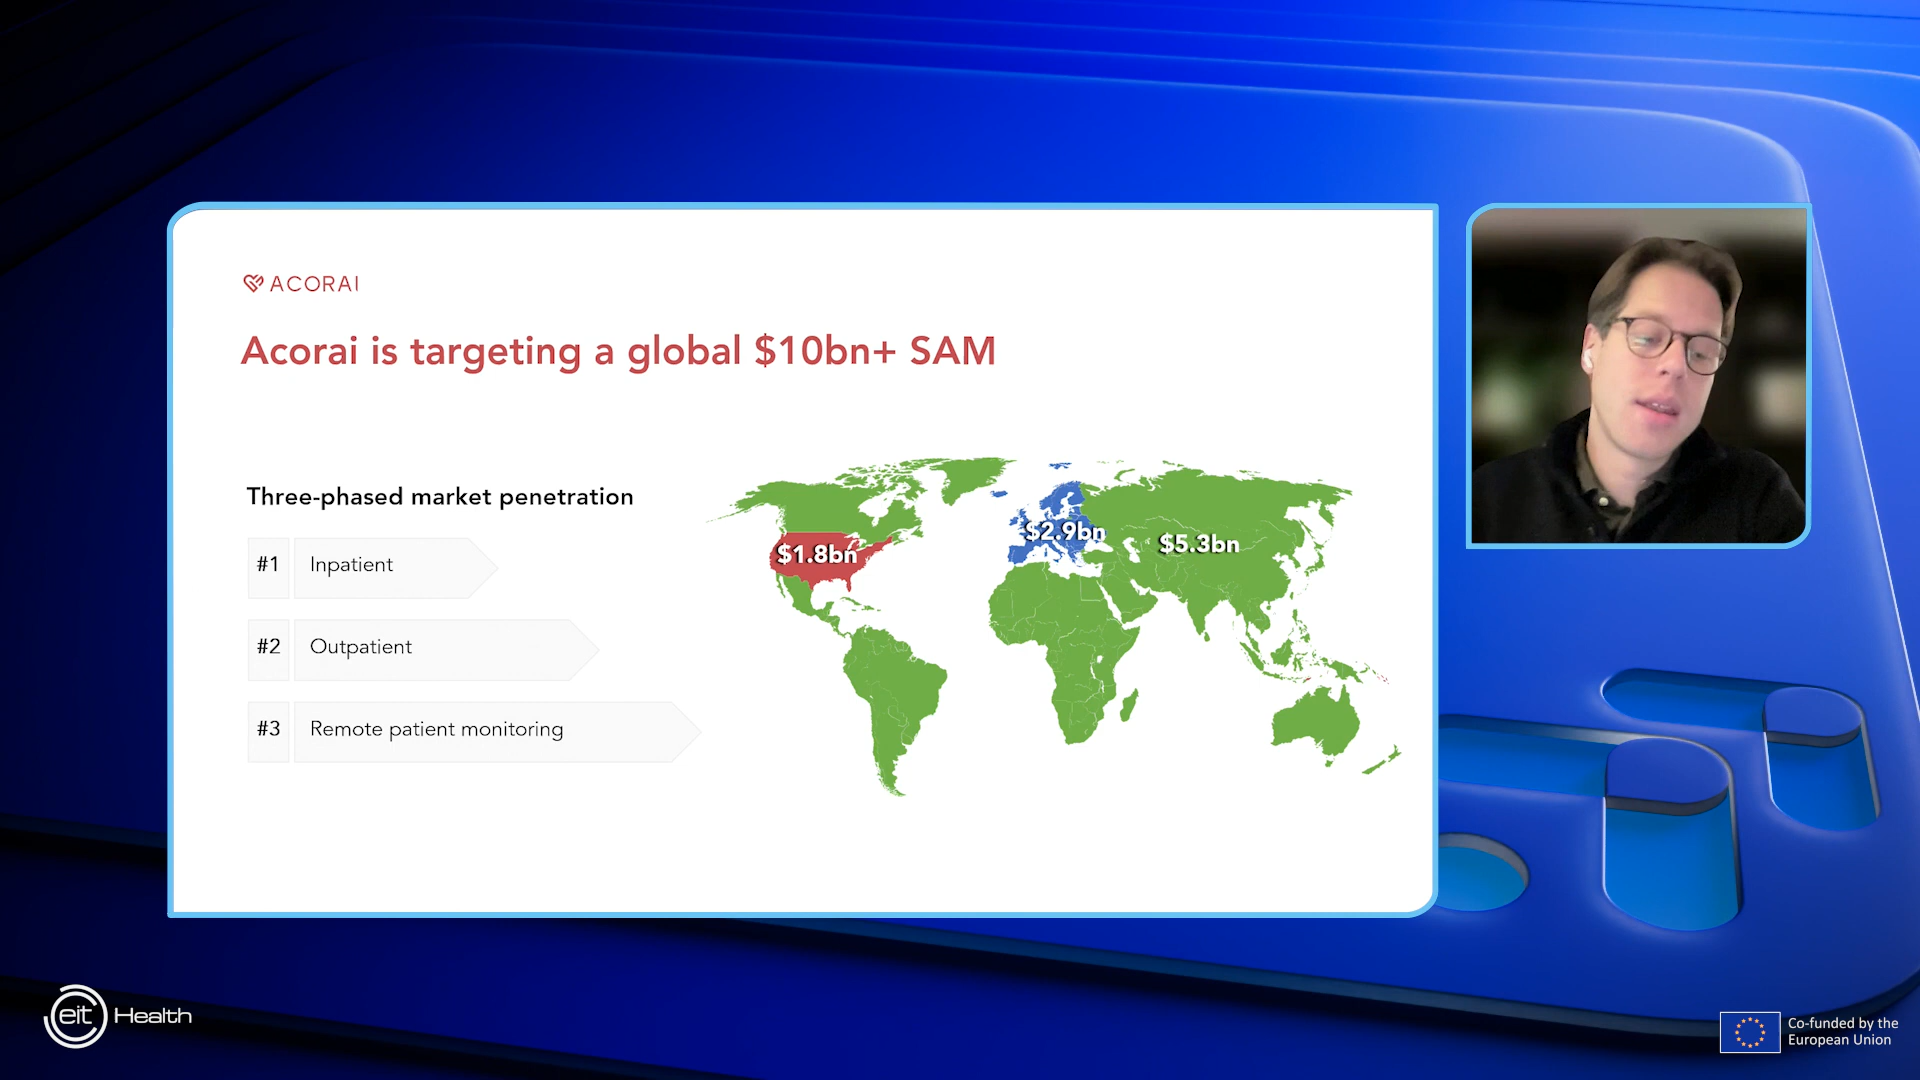 ACORAI
Acorai is targeting a global $10bn+ SAM
Three-phased market penetration
#1 Inpatient
#2 Outpatient
#3 Remote patient monitoring
$1.8bn
$2.9bn
$5.3bn
eit Health
Co-funded by the
European Union